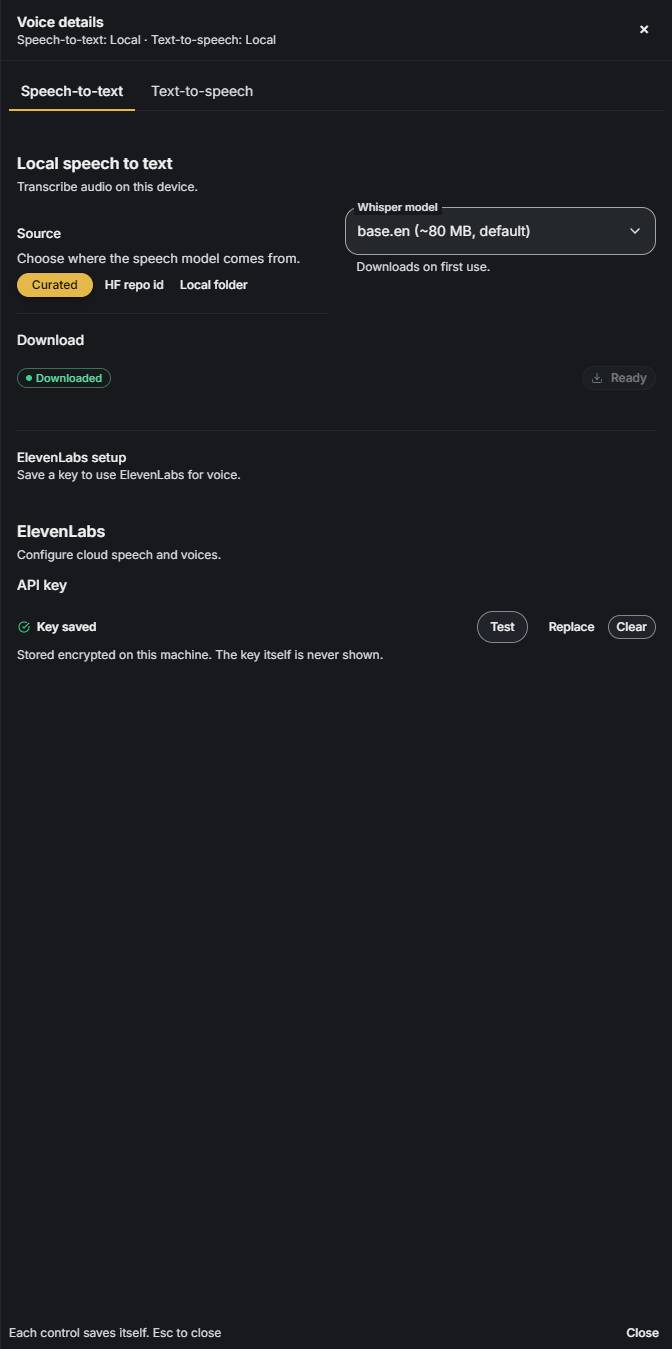 Voice details
Speech-to-text: Local · Text-to-speech: Local
Speech-to-text
Text-to-speech
Local speech to text
Transcribe audio on this device.
Source
Choose where the speech model comes from.
Curated
HF repo id
Local folder
Whisper model
base.en (~80 MB, default)
Downloads on first use.
Download
Downloaded
Ready
ElevenLabs setup
Save a key to use ElevenLabs for voice.
ElevenLabs
Configure cloud speech and voices.
API key
Key saved
Test
Replace
Clear
Stored encrypted on this machine. The key itself is never shown.
Each control saves itself. Esc to close
Close